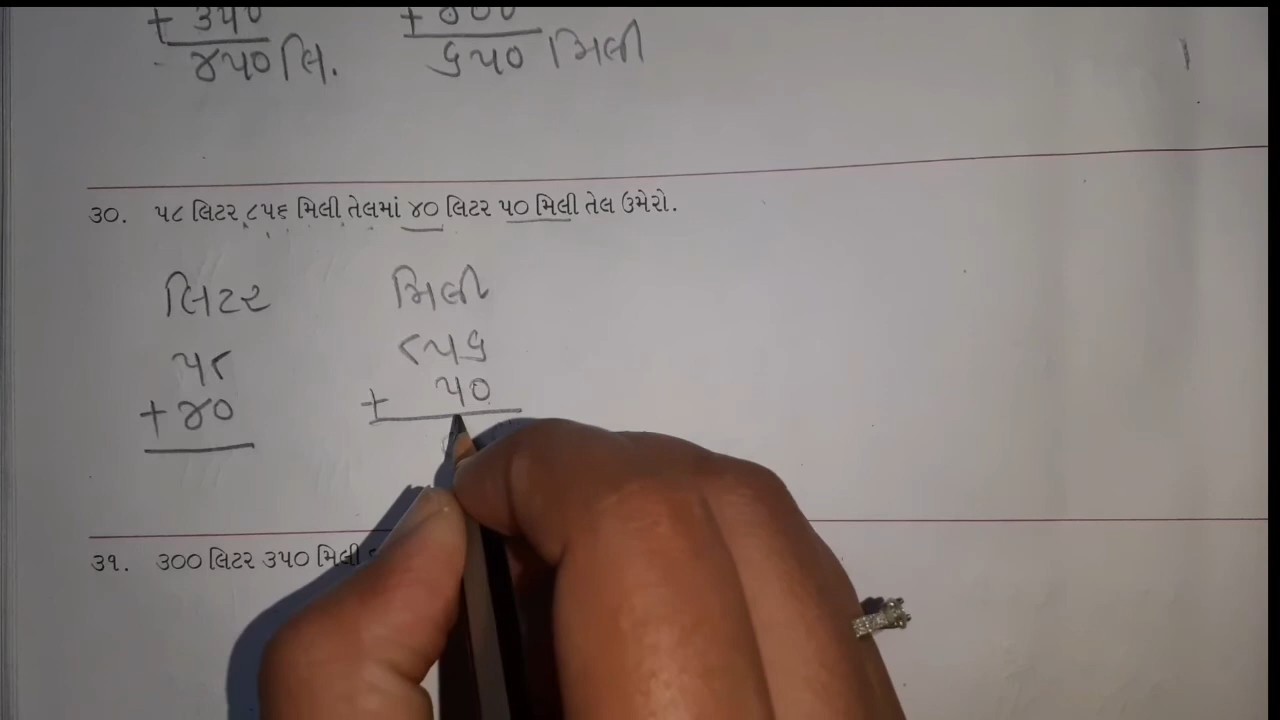 + ૩૫૦
૪૫૦ લિ. ૬૫૦ મિલી
૩૦. ૫૮ લિટર ૮૫૬ મિલી તેલમાં ૪૦ લિટર ૫૦ મિલી તેલ ઉમેરો.
લિટર મિલી
૫૮ ૮૫૬
+ ૪૦ + ૫૦
૩૧. ૩૦૦ લિટર ૩૫૦ મિલી